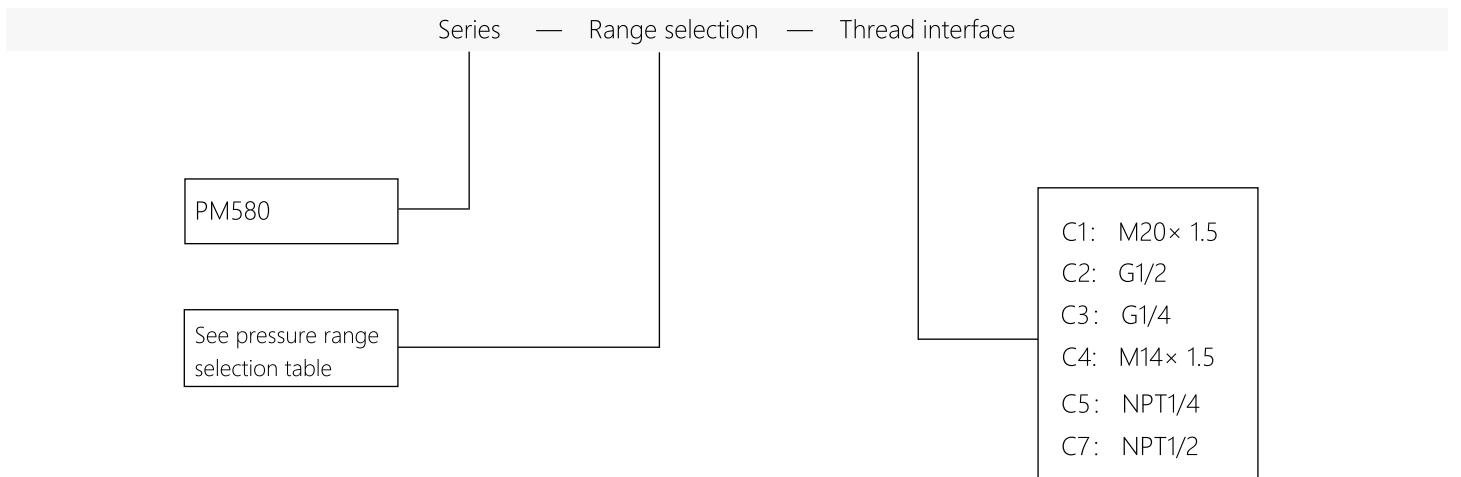 Series — Range selection — Thread interface
PM580
See pressure range
selection table
C1: M20× 1.5
C2: G1/2
C3: G1/4
C4: M14× 1.5
C5: NPT1/4
C7: NPT1/2